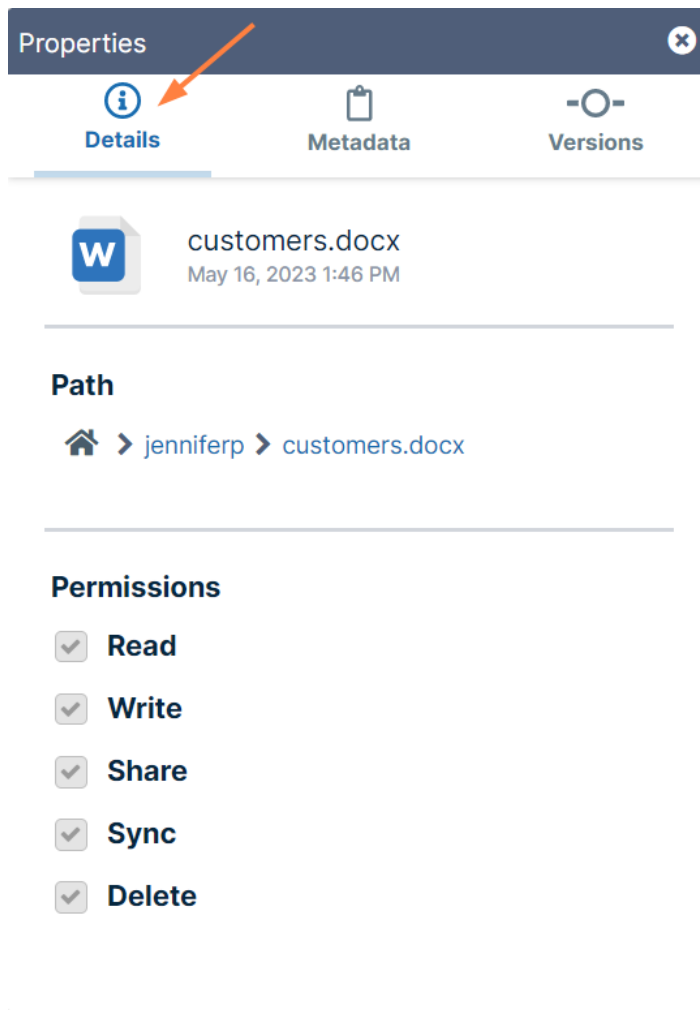 Properties
Details Metadata Versions
W customers.docx
May 16, 2023 1:46 PM
Path
jenniferp customers.docx
Permissions
Read
Write
Share
Sync
Delete